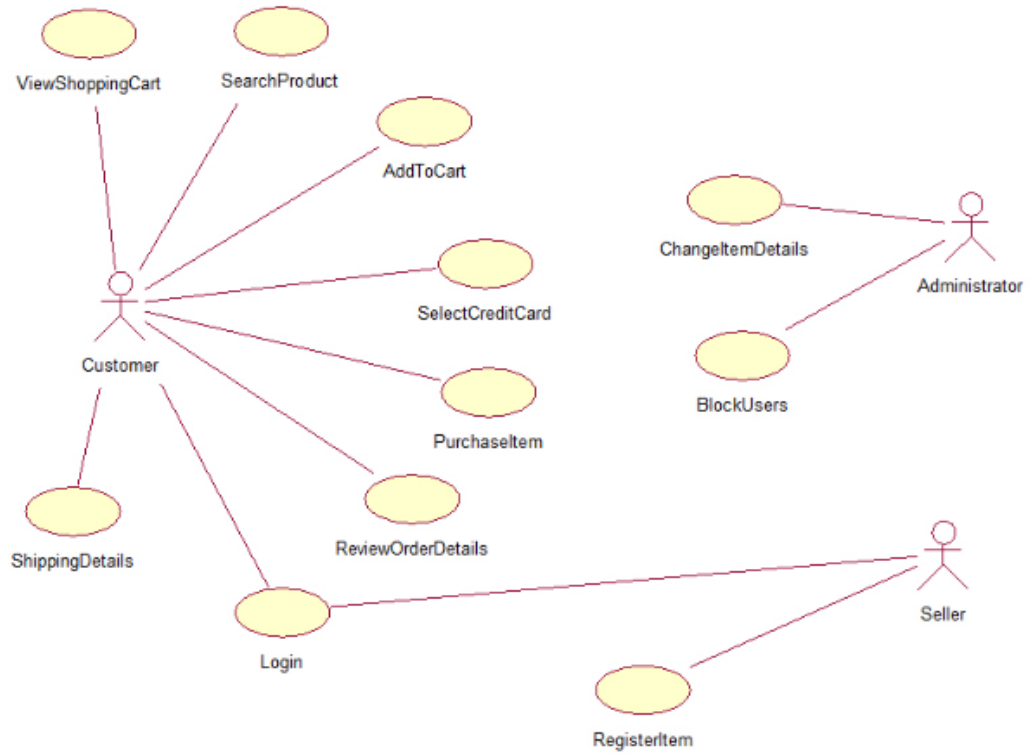 ViewShoppingCart
SearchProduct
AddToCart
ChangeItemDetails
Administrator
SelectCreditCard
Customer
BlockUsers
PurchaseItem
ShippingDetails
ReviewOrderDetails
Seller
Login
RegisterItem